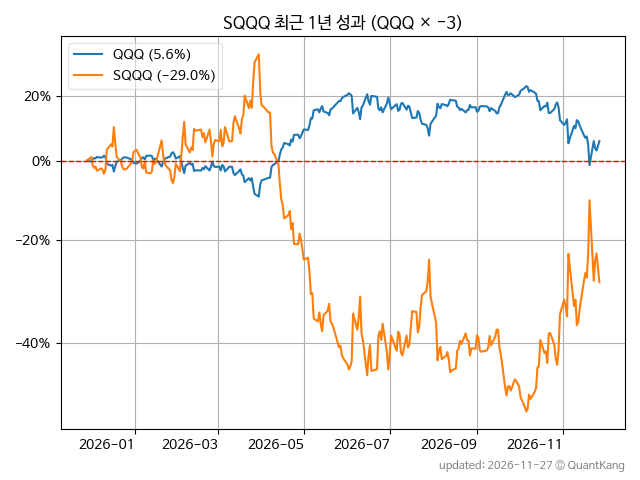 SQQQ 최근 1년 성과 (QQQ × −3)
QQQ (5.6%)
SQQQ (−29.0%)
20%
0%
−20%
−40%
2026−01 2026−03 2026−05 2026−07 2026−09 2026−11
updated: 2026−11−27 © QuantKang